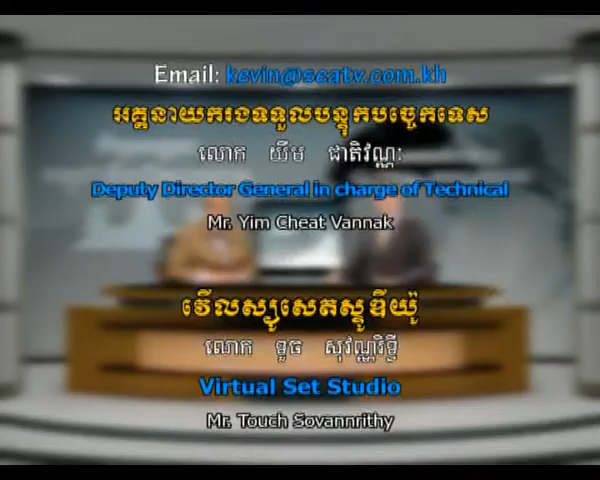 Email: kevin@seatv.com.kh
អគ្គនាយករងទទួលបន្ទុកបច្ចេកទេស
លោក យឹម ជាតិវណ្ណៈ
Deputy Director General in charge of Technical
Mr. Yim Cheat Vannak
វើលស្យូសេតស្តូឌីយ៉ូ
លោក ទូច សុវណ្ណរិទ្ធី
Virtual Set Studio
Mr. Touch Sovannrithy